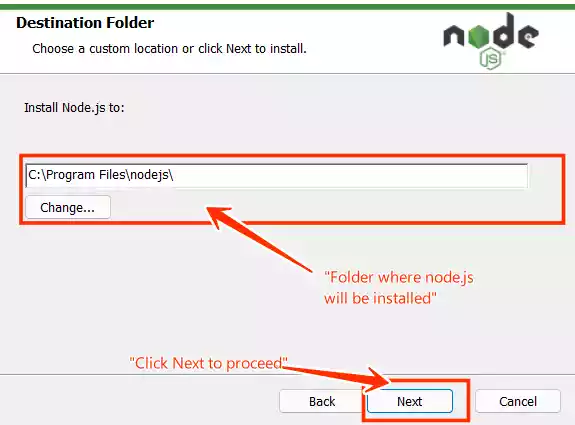 Destination Folder
Choose a custom location or click Next to install.
node
JS
Install Node.js to:
C:\Program Files\nodejs\
Change...
"Folder where node.js
will be installed"
"Click Next to proceed"
Back
Next
Cancel